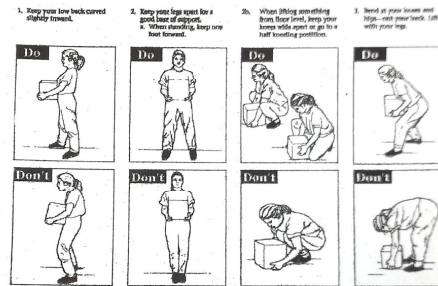 1. Keep your low back curved
slightly inward.
2. Keep your legs apart for a
good base of support.
a. When standing, keep one
foot forward.
2b. When lifting something
from floor level, keep your
knees wide apart or go to a
half kneeling position.
3. Bend at your knees and
hips—not your back. Lift
with your legs.
Do
Do
Do
Do
Don't
Don't
Don't
Don't